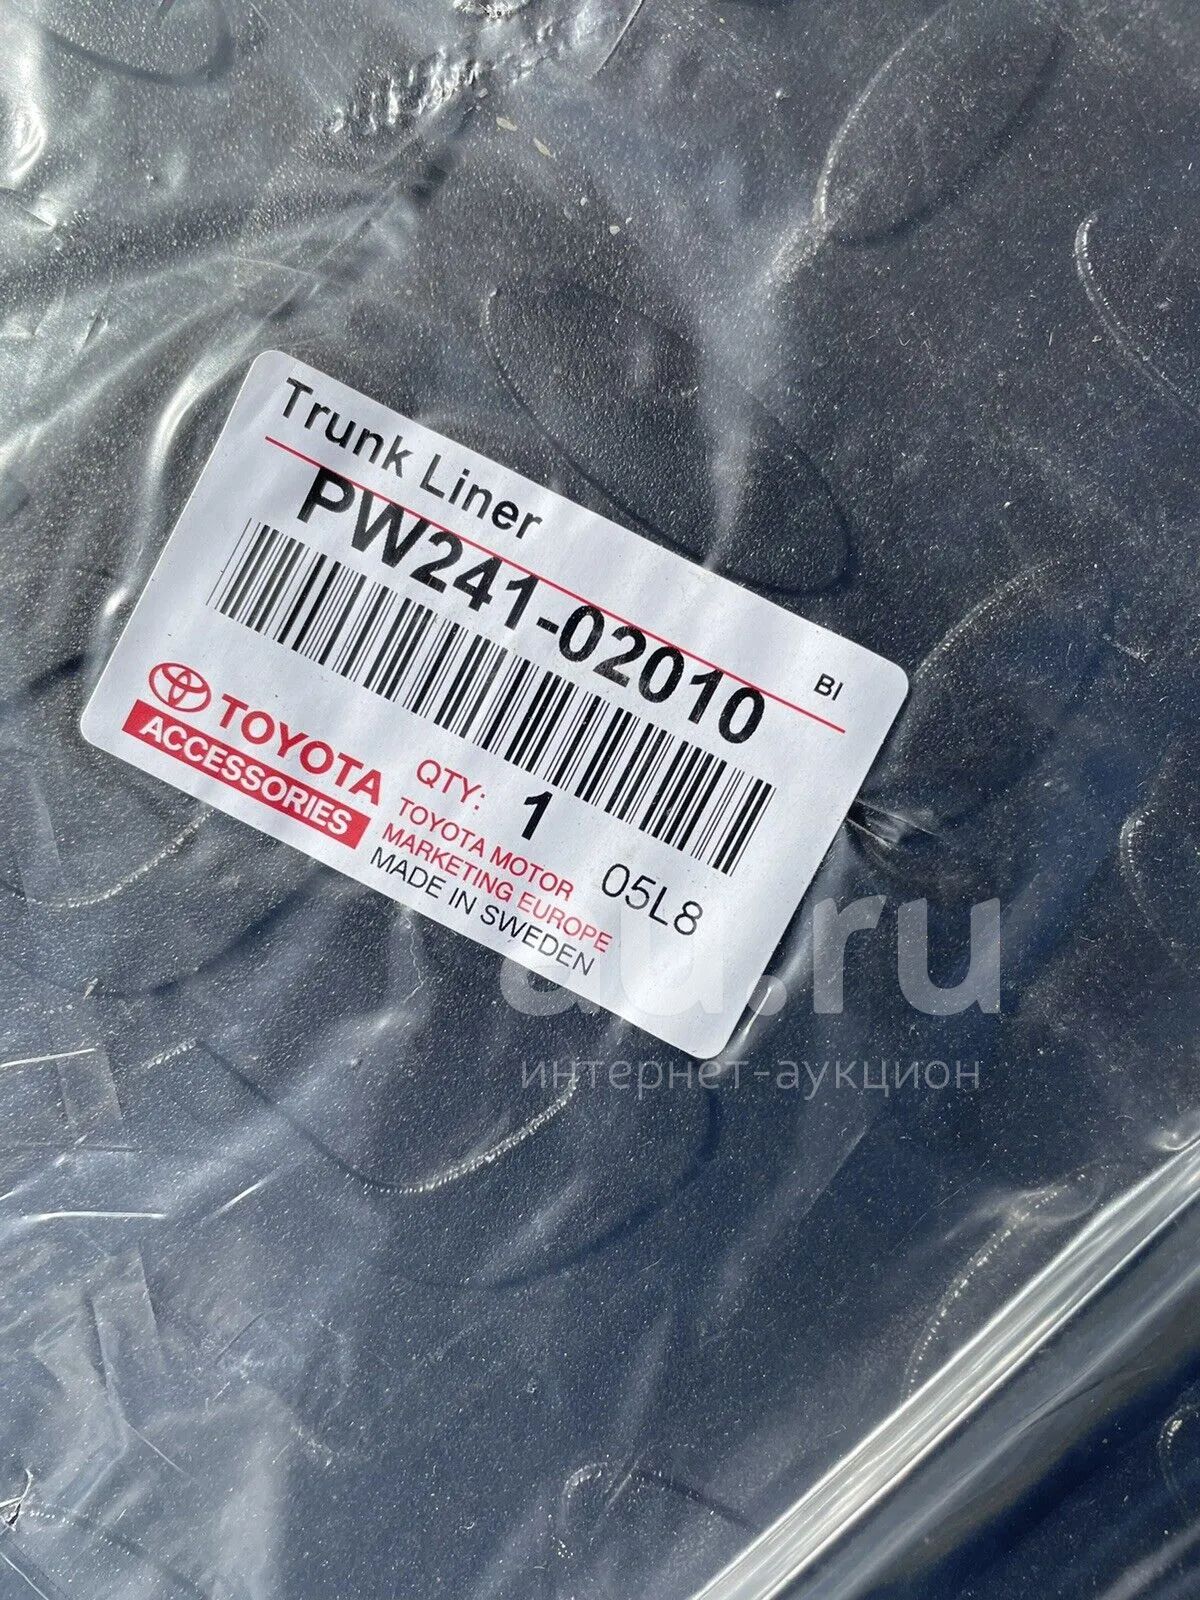 Trunk Liner
BI
PW241-02010
TOYOTA
ACCESSORIES
QTY: 1
TOYOTA MOTOR
MARKETING EUROPE
MADE IN SWEDEN
05L8
au.ru
интернет-аукцион